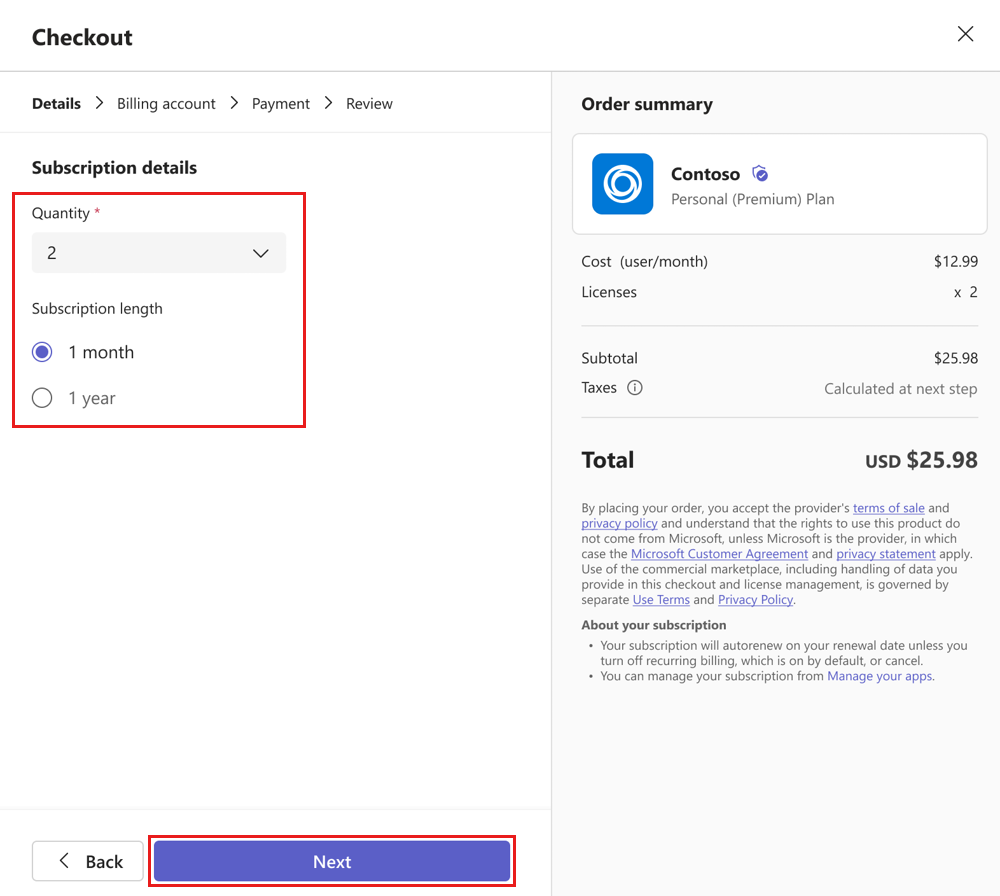 Checkout
Details
Billing account
Payment
Review
Subscription details
Quantity *
2
Subscription length
1 month
1 year
Back
Next
Order summary
Contoso
Personal (Premium) Plan
Cost (user/month) $12.99
Licenses x 2
Subtotal $25.98
Taxes Calculated at next step
Total USD $25.98
By placing your order, you accept the provider's terms of sale and
privacy policy and understand that the rights to use this product do
not come from Microsoft, unless Microsoft is the provider, in which
case the Microsoft Customer Agreement and privacy statement apply.
Use of the commercial marketplace, including handling of data you
provide in this checkout and license management, is governed by
separate Use Terms and Privacy Policy.
About your subscription
• Your subscription will autorenew on your renewal date unless you
turn off recurring billing, which is on by default, or cancel.
• You can manage your subscription from Manage your apps.